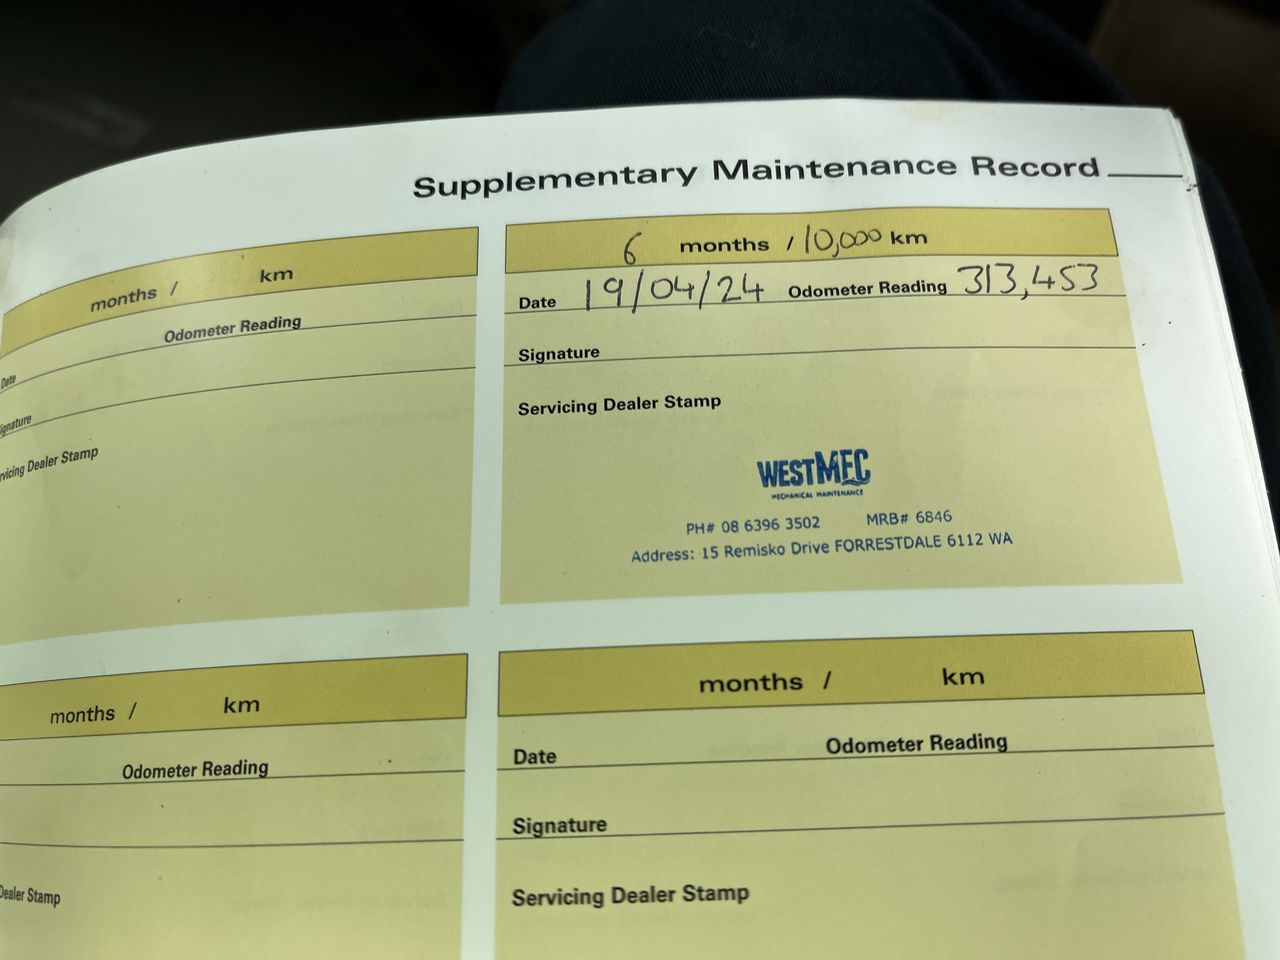 Supplementary Maintenance Record
months / km
Odometer Reading
Date
Signature
Servicing Dealer Stamp
6 months / 10,000 km
Date 19/04/24 Odometer Reading 313,453
Signature
Servicing Dealer Stamp
WESTMEC
MECHANICAL MAINTENANCE
PH# 08 6396 3502 MRB# 6846
Address: 15 Remisko Drive FORRESTDALE 6112 WA
months / km
Odometer Reading
Dealer Stamp
months / km
Date Odometer Reading
Signature
Servicing Dealer Stamp